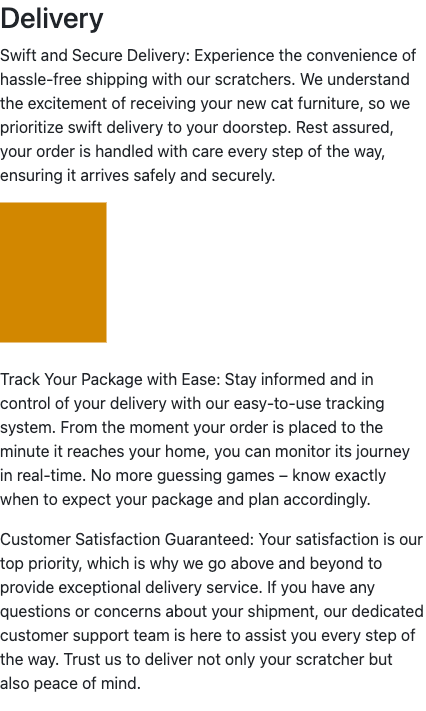 Delivery
Swift and Secure Delivery: Experience the convenience of
hassle-free shipping with our scratchers. We understand
the excitement of receiving your new cat furniture, so we
prioritize swift delivery to your doorstep. Rest assured,
your order is handled with care every step of the way,
ensuring it arrives safely and securely.
Track Your Package with Ease: Stay informed and in
control of your delivery with our easy-to-use tracking
system. From the moment your order is placed to the
minute it reaches your home, you can monitor its journey
in real-time. No more guessing games – know exactly
when to expect your package and plan accordingly.
Customer Satisfaction Guaranteed: Your satisfaction is our
top priority, which is why we go above and beyond to
provide exceptional delivery service. If you have any
questions or concerns about your shipment, our dedicated
customer support team is here to assist you every step of
the way. Trust us to deliver not only your scratcher but
also peace of mind.